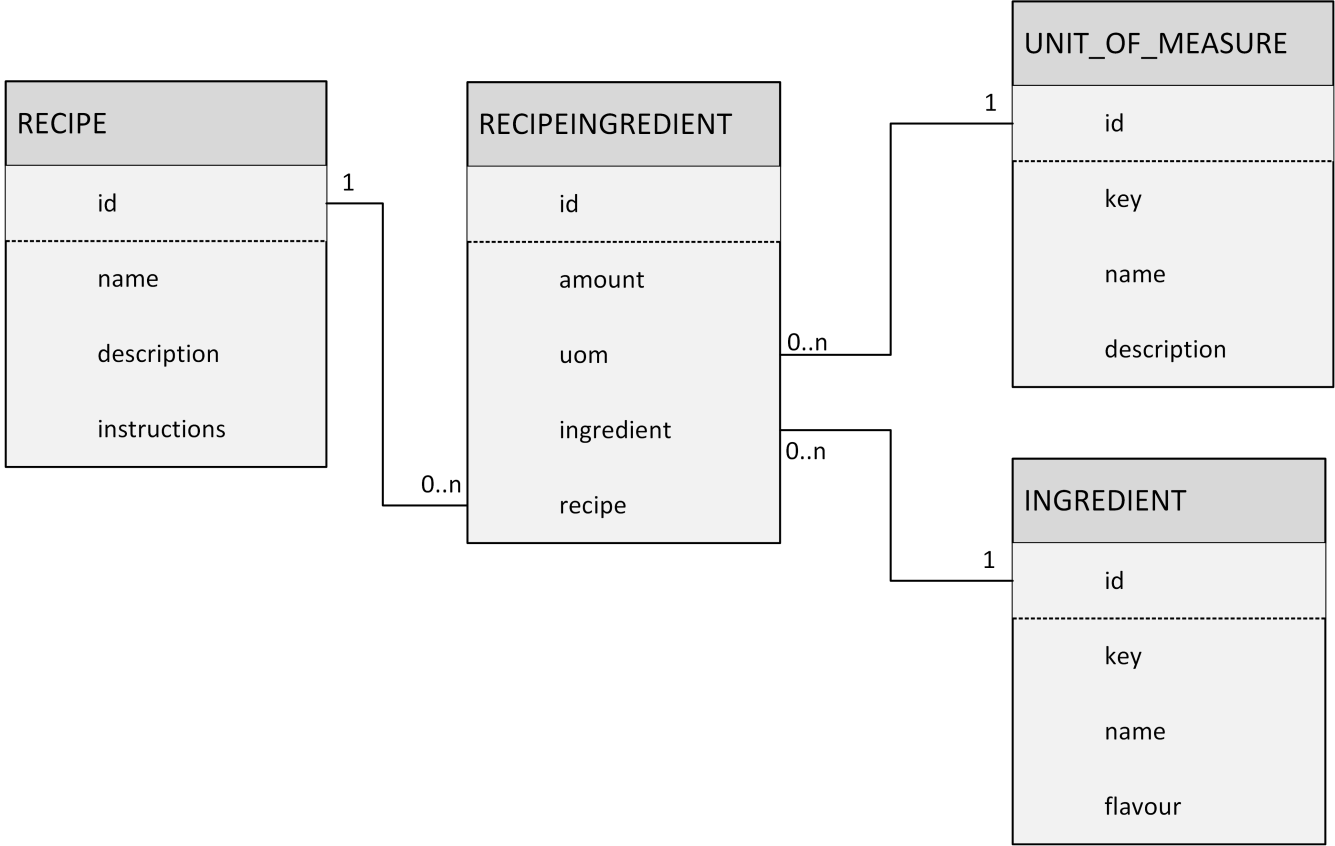 RECIPE
id
name
description
instructions
1
0..n
RECIPEINGREDIENT
id
amount
uom
ingredient
recipe
0..n
1
0..n
1
UNIT_OF_MEASURE
id
key
name
description
INGREDIENT
id
key
name
flavour